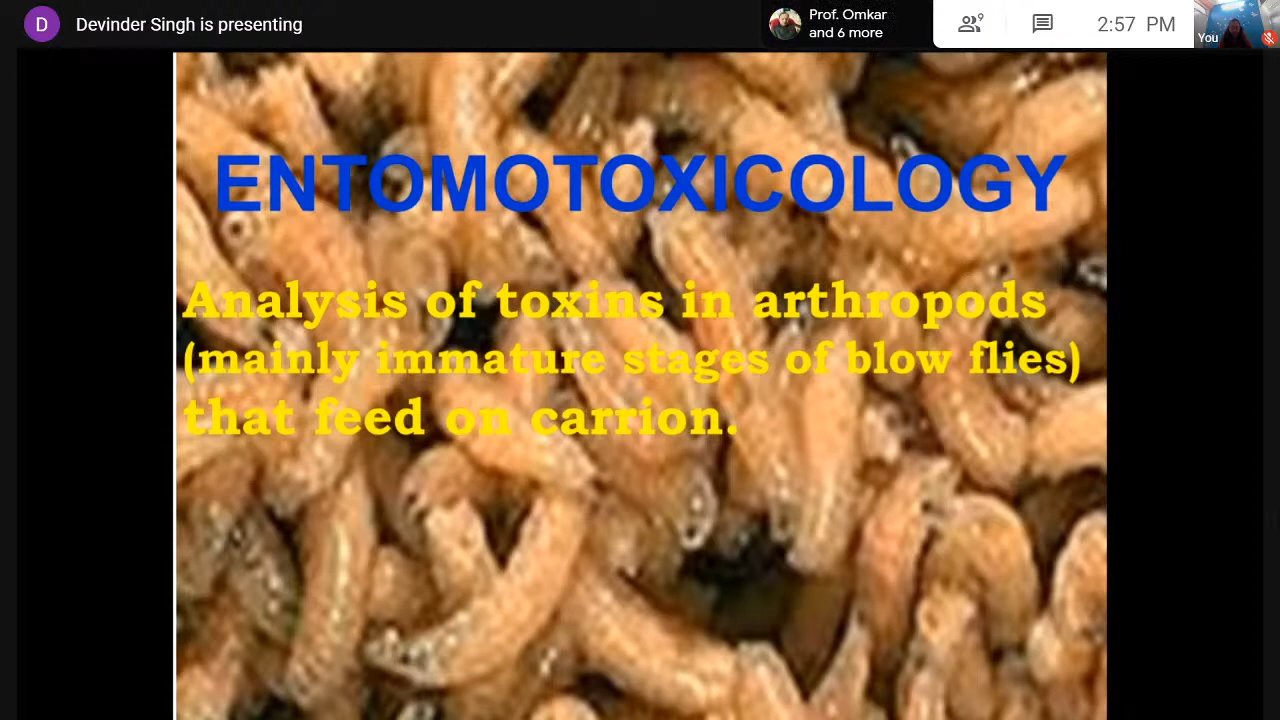 D
Devinder Singh is presenting
Prof. Omkar
and 6 more
9
2:57 PM
You
ENTOMOTOXICOLOGY
Analysis of toxins in arthropods
(mainly immature stages of blow flies)
that feed on carrion.